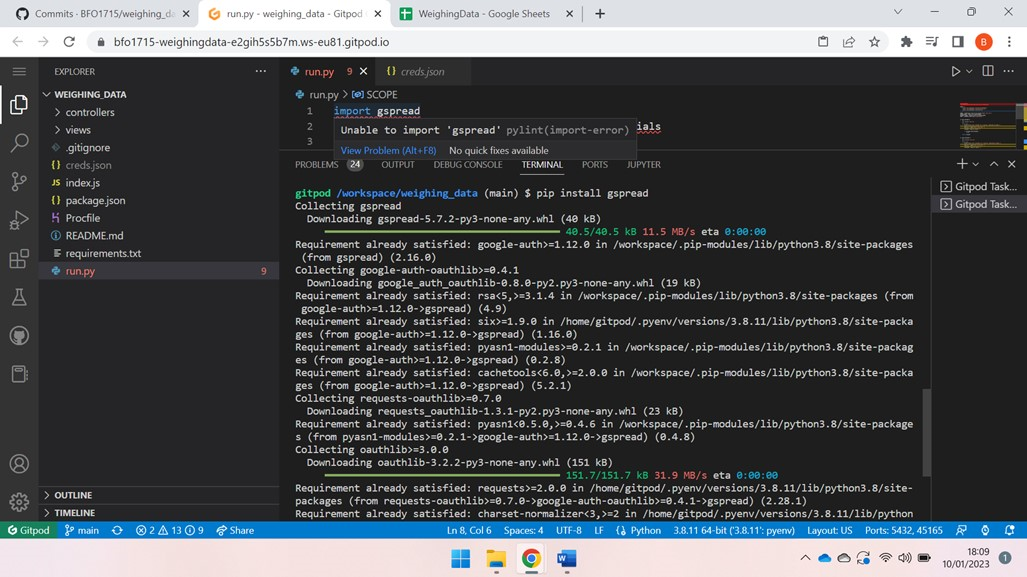 Commits · BFO1715/weighing_da
run.py - weighing_data - Gitpod
WeighingData - Google Sheets
bfo1715-weighingdata-e2gih5s5b7m.ws-eu81.gitpod.io
B
EXPLORER
WEIGHING_DATA
controllers
views
.gitignore
creds.json
index.js
package.json
Procfile
README.md
requirements.txt
run.py 9
OUTLINE
TIMELINE
run.py 9
creds.json
run.py > SCOPE
1 import gspread
2 ials
3
Unable to import 'gspread' pylint(import-error)
View Problem (Alt+F8) No quick fixes available
PROBLEMS 24 OUTPUT DEBUG CONSOLE TERMINAL PORTS JUPYTER
gitpod /workspace/weighing_data (main) $ pip install gspread
Collecting gspread
Downloading gspread-5.7.2-py3-none-any.whl (40 kB)
40.5/40.5 kB 11.5 MB/s eta 0:00:00
Requirement already satisfied: google-auth>=1.12.0 in /workspace/.pip-modules/lib/python3.8/site-packages
(from gspread) (2.16.0)
Collecting google-auth-oauthlib>=0.4.1
Downloading google_auth_oauthlib-0.8.0-py2.py3-none-any.whl (19 kB)
Requirement already satisfied: rsa<5,>=3.1.4 in /workspace/.pip-modules/lib/python3.8/site-packages (from
google-auth>=1.12.0->gspread) (4.9)
Requirement already satisfied: six>=1.9.0 in /home/gitpod/.pyenv/versions/3.8.11/lib/python3.8/site-packa
ges (from google-auth>=1.12.0->gspread) (1.16.0)
Requirement already satisfied: pyasn1-modules>=0.2.1 in /workspace/.pip-modules/lib/python3.8/site-packag
es (from google-auth>=1.12.0->gspread) (0.2.8)
Requirement already satisfied: cachetools<6.0,>=2.0.0 in /workspace/.pip-modules/lib/python3.8/site-packa
ges (from google-auth>=1.12.0->gspread) (5.2.1)
Collecting requests-oauthlib>=0.7.0
Downloading requests_oauthlib-1.3.1-py2.py3-none-any.whl (23 kB)
Requirement already satisfied: pyasn1<0.5.0,>=0.4.6 in /workspace/.pip-modules/lib/python3.8/site-package
s (from pyasn1-modules>=0.2.1->google-auth>=1.12.0->gspread) (0.4.8)
Collecting oauthlib>=3.0.0
Downloading oauthlib-3.2.2-py3-none-any.whl (151 kB)
151.7/151.7 kB 31.9 MB/s eta 0:00:00
Requirement already satisfied: requests>=2.0.0 in /home/gitpod/.pyenv/versions/3.8.11/lib/python3.8/site-
packages (from requests-oauthlib>=0.7.0->google-auth-oauthlib>=0.4.1->gspread) (2.28.1)
Requirement already satisfied: charset-normalizer<3,>=2 in /home/gitpod/.pyenv/versions/3.8.11/lib/python
Gitpod Task...
Gitpod Task...
Gitpod main 2 13 9 Share Ln 8, Col 6 Spaces: 4 UTF-8 LF Python 3.8.11 64-bit ('3.8.11': pyenv) Layout: US Ports: 5432, 45165
18:09
10/01/2023
1